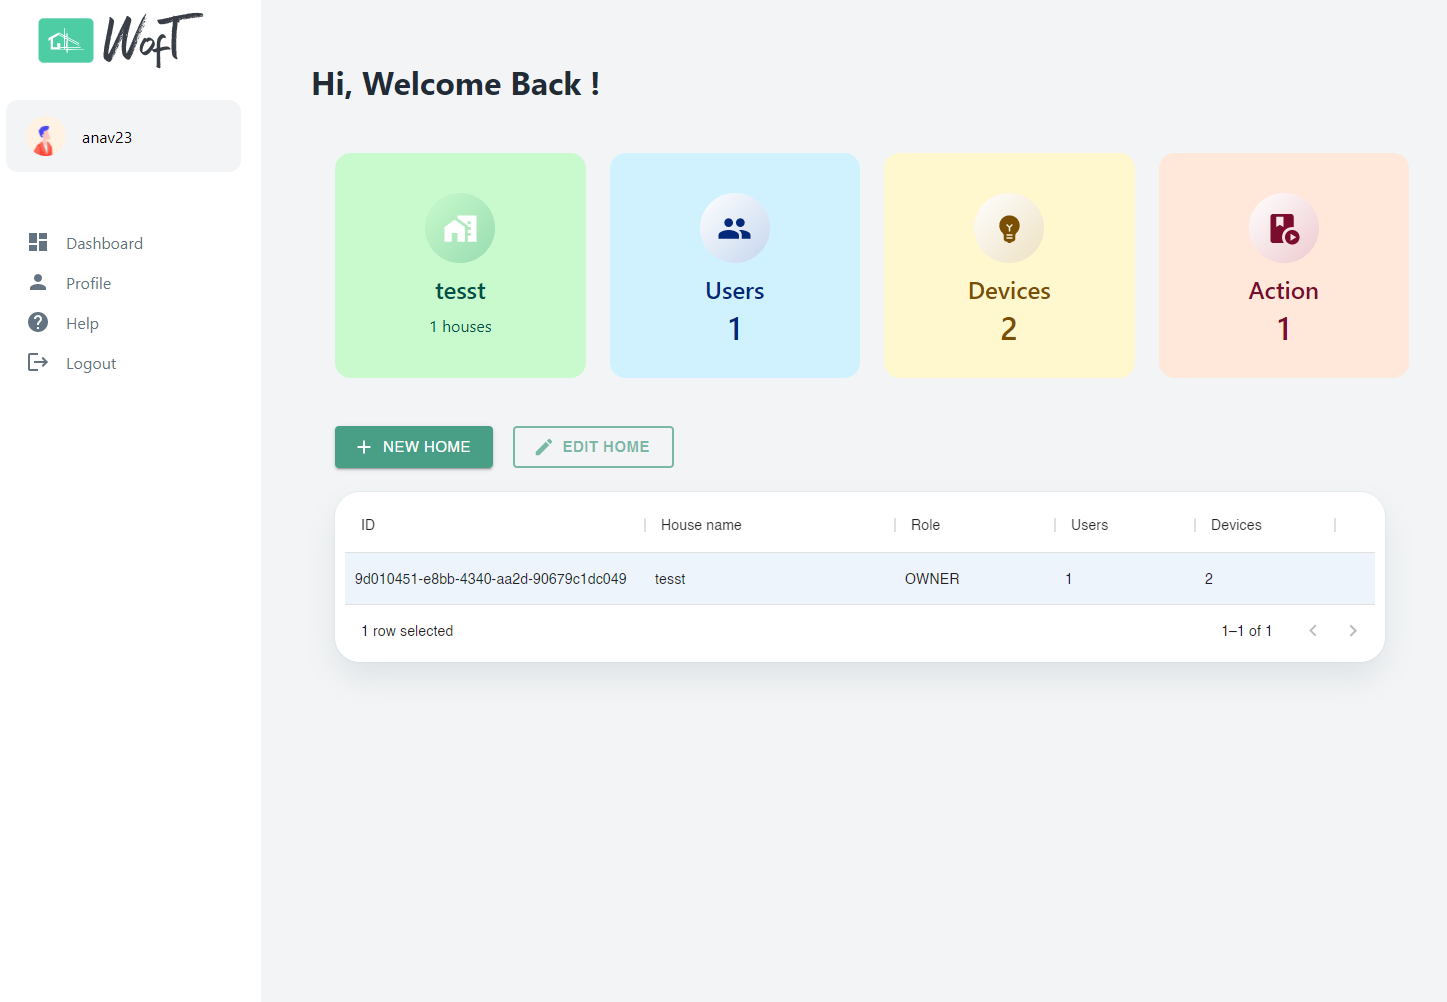 WofT
anav23
Dashboard
Profile
Help
Logout
Hi, Welcome Back !
tesst
1 houses
Users
1
Devices
2
Action
1
NEW HOME
EDIT HOME
ID House name Role Users Devices
9d010451-e8bb-4340-aa2d-90679c1dc049 tesst OWNER 1 2
1 row selected 1–1 of 1